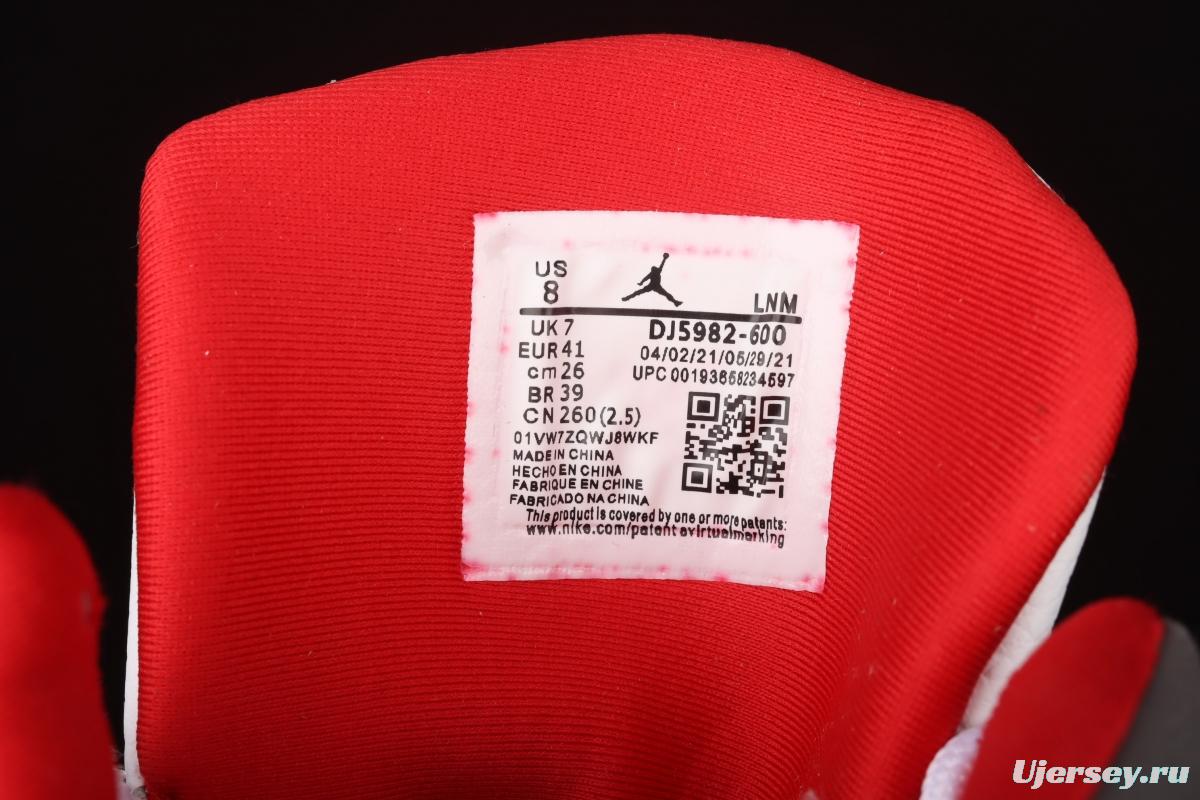 US
8
LNM
UK 7
DJ5982-600
EUR 41
04/02/21/05/29/21
cm 26
UPC 00193658234597
BR 39
CN 260 (2.5)
01VW7ZQWJ8WKF
MADE IN CHINA
HECHO EN CHINA
FABRIQUE EN CHINE
FABRICADO NA CHINA
This product is covered by one or more patents:
www.nike.com/patentsvirtualmarking
Ujersey.ru